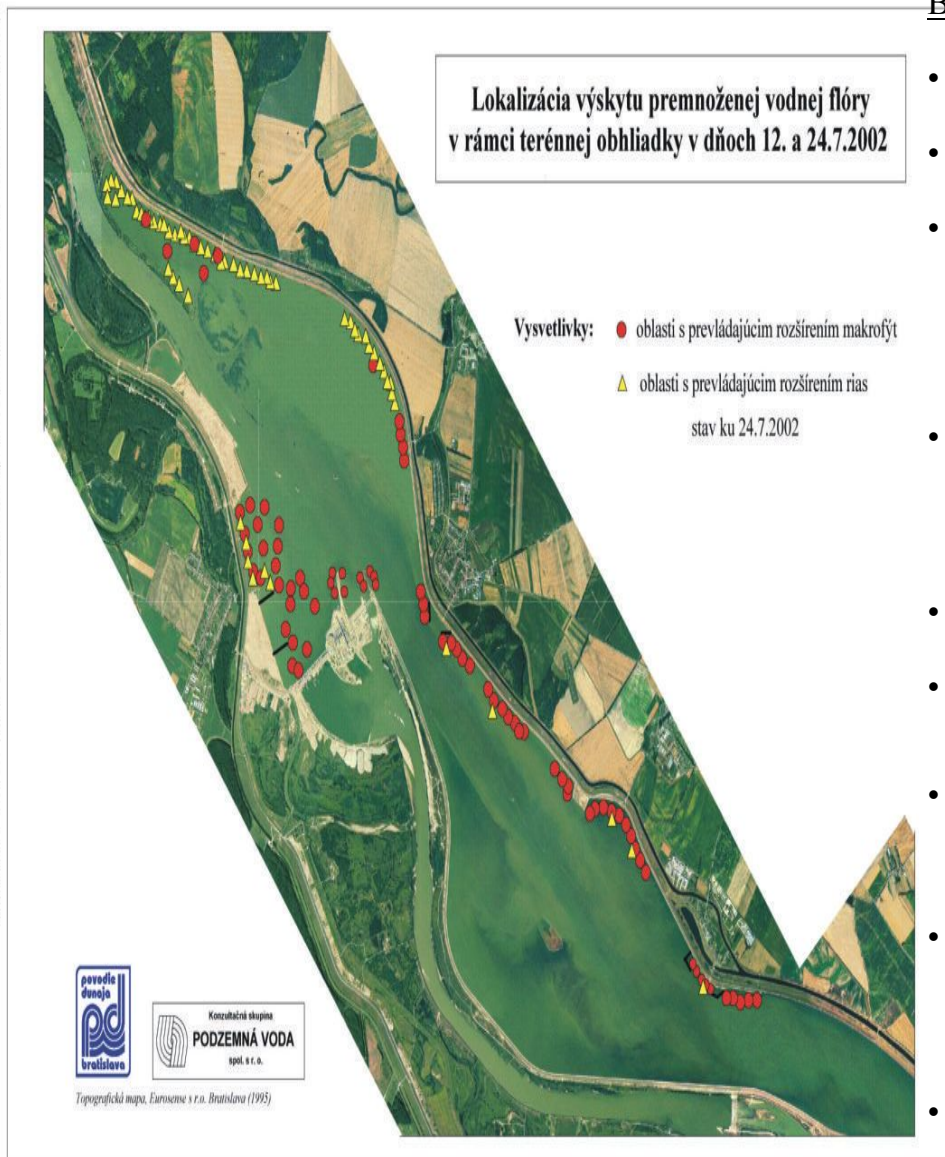 Lokalizácia výskytu premnoženej vodnej flóry
v rámci terénnej obhliadky v dňoch 12. a 24.7.2002
Vysvetlivky:
oblasti s prevládajúcim rozšírením makrofýt
oblasti s prevládajúcim rozšírením rias
stav ku 24.7.2002
povodie
dunaja
pd
bratislava
Konzultačná skupina
PODZEMNÁ VODA
spol. s r. o.
Topografická mapa, Eurosense s r.o. Bratislava (1995)